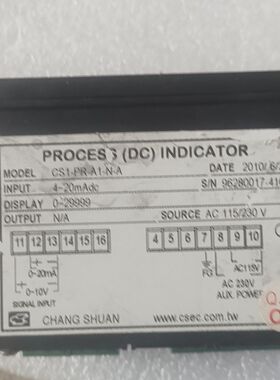 PROCESS (DC) INDICATOR
MODEL CS1-PR-A1-N-A DATE 2010/
INPUT 4~20mAdc S/N 96280017-41
DISPLAY 0~29999
OUTPUT N/A SOURCE AC 115/230 V
11 12 13 14 15 16 4 5 6 7 8 9 10
- +
0~20mA FG AC115V
0~10V AC 230V
SIGNAL INPUT AUX. POWER
CS CHANG SHUAN www.csec.com.tw
Q.